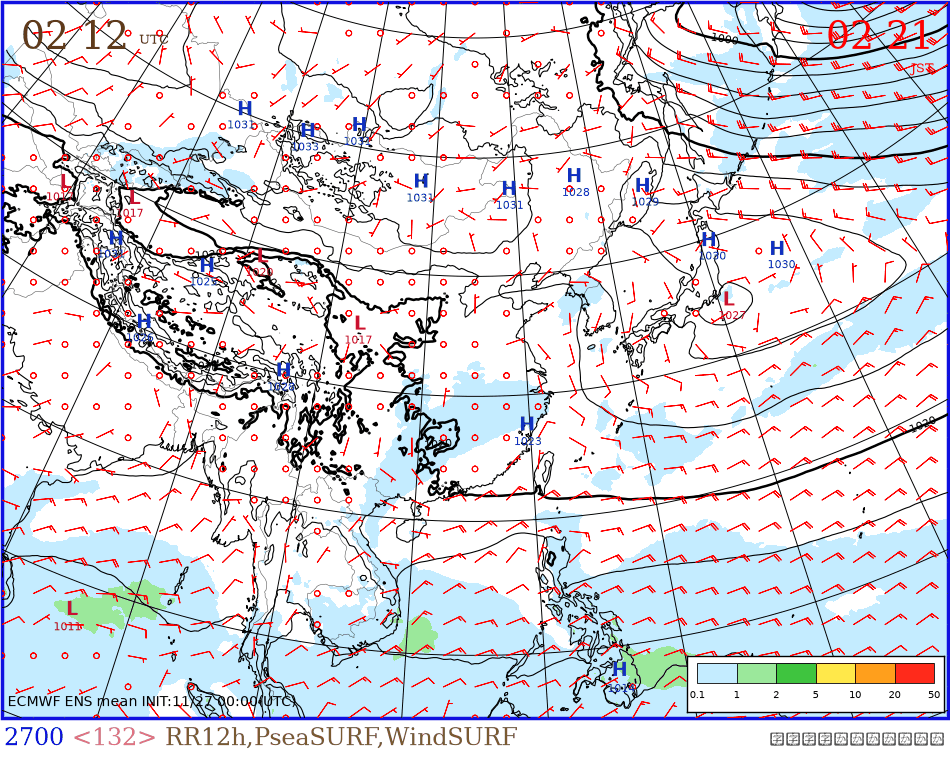 02 12 UTC
02 21 JST
1000
H 1031
H 1033
H
H 1031
H 1031
H 1028
H 1029
L
L 1017
H
H
L 1020
H 1030
H 1030
L 1027
H
L 1017
H
H 1023
1020
L 1011
H
0.1 1 2 5 10 20 50
ECMWF ENS mean INIT:11/27 00:00(UTC)
2700 <132> RR12h,PseaSURF,WindSURF